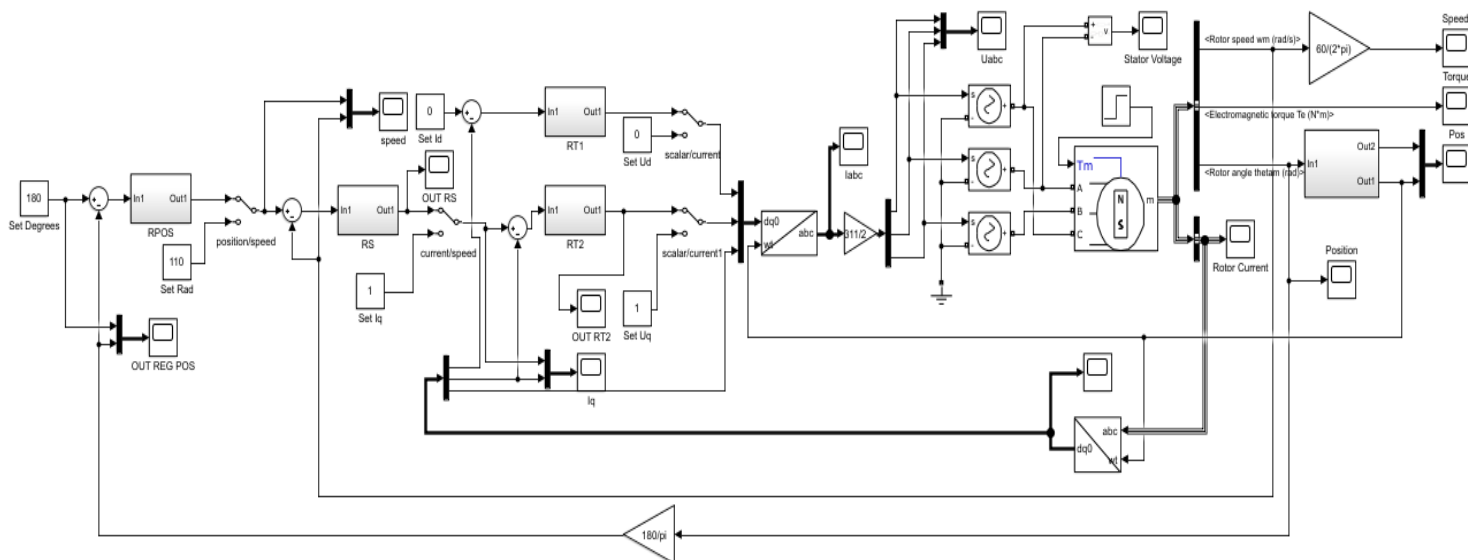 Speed
<Rotor speed wm (rad/s)>
60/(2*pi)
Uabc
Stator Voltage
+
-
v
Torque
<Electromagnetic torque Te (N*m)>
Pos
0
Set Id
In1
Out1
RT1
0
Set Ud
scalar/current
speed
OUT RS
Iabc
s
-
+
s
-
+
s
-
+
Tm
A
B
C
m
N
S
<Rotor angle thetam (rad)>
In1
Out2
Out1
180
Set Degrees
In1
Out1
RPOS
position/speed
110
Set Rad
In1
Out1
RS
current/speed
1
Set Iq
In1
Out1
RT2
scalar/current1
OUT RT2
1
Set Uq
dq0
wt
abc
311/2
Rotor Current
Position
OUT REG POS
Iq
abc
dq0
wt
180/pi